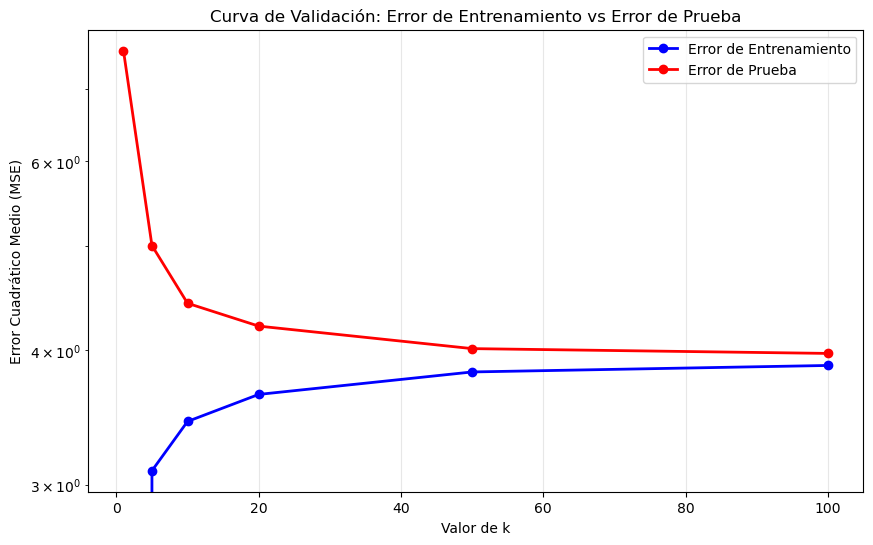 Curva de Validación: Error de Entrenamiento vs Error de Prueba
Error de Entrenamiento
Error de Prueba
Error Cuadrático Medio (MSE)
6 × 10⁰
4 × 10⁰
3 × 10⁰
0 20 40 60 80 100
Valor de k